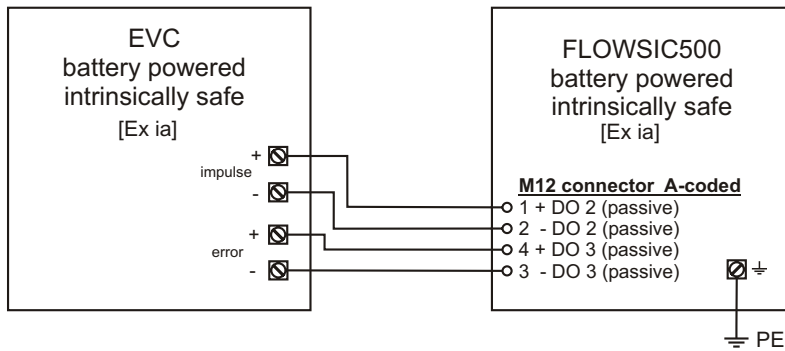 EVC
battery powered
intrinsically safe
[Ex ia]
+
impulse
-
+
error
-
FLOWSIC500
battery powered
intrinsically safe
[Ex ia]
M12 connector A-coded
1 + DO 2 (passive)
2 - DO 2 (passive)
4 + DO 3 (passive)
3 - DO 3 (passive)
PE